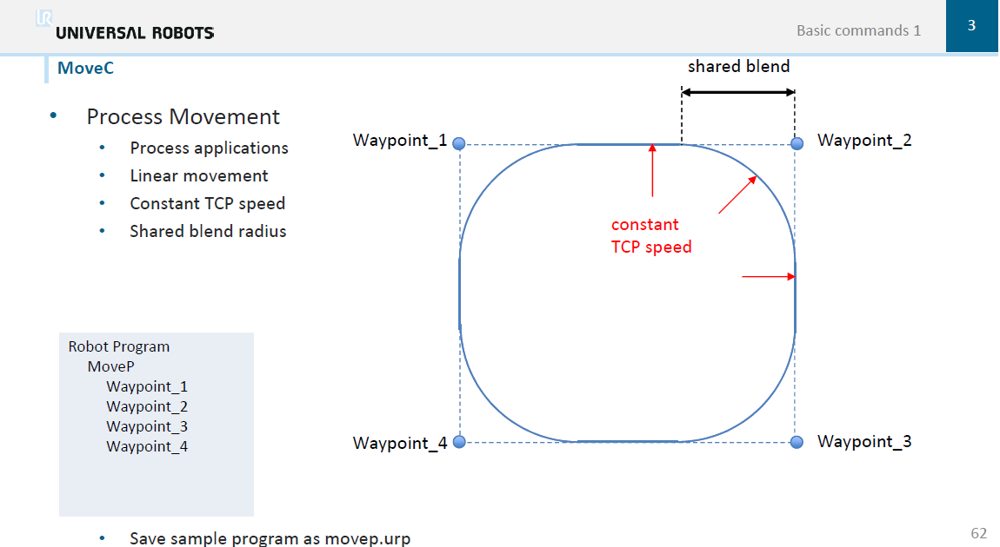 UR
UNIVERSAL ROBOTS
Basic commands 1
3
MoveC
shared blend
• Process Movement
• Process applications
• Linear movement
• Constant TCP speed
• Shared blend radius
Waypoint_1
Waypoint_2
constant
TCP speed
Robot Program
MoveP
Waypoint_1
Waypoint_2
Waypoint_3
Waypoint_4
Waypoint_4
Waypoint_3
• Save sample program as movep.urp
62